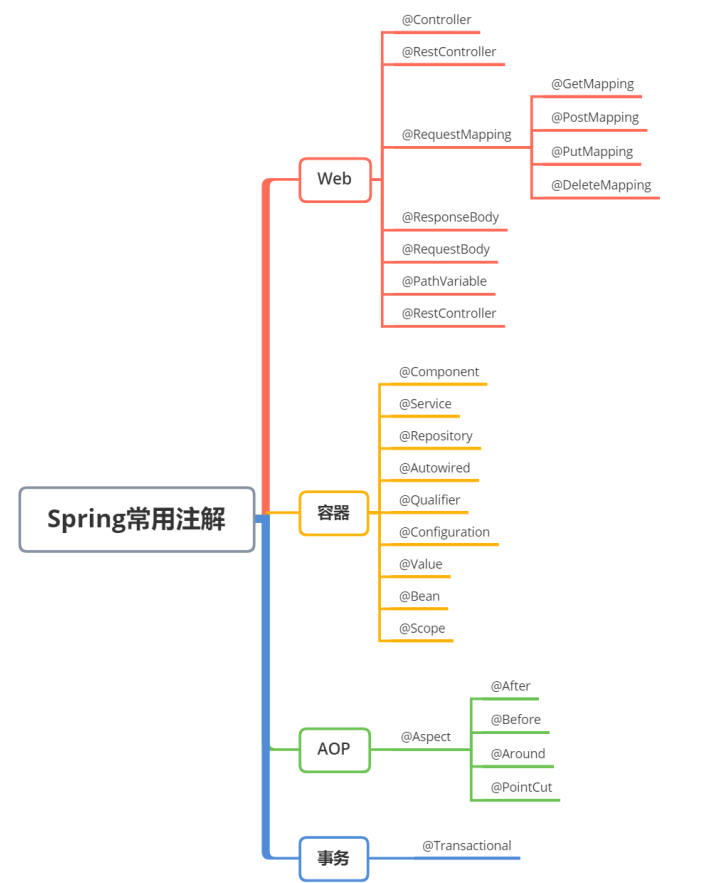 Spring常用注解
Web
@Controller
@RestController
@RequestMapping
@GetMapping
@PostMapping
@PutMapping
@DeleteMapping
@ResponseBody
@RequestBody
@PathVariable
@RestController
容器
@Component
@Service
@Repository
@Autowired
@Qualifier
@Configuration
@Value
@Bean
@Scope
AOP
@Aspect
@After
@Before
@Around
@PointCut
事务
@Transactional